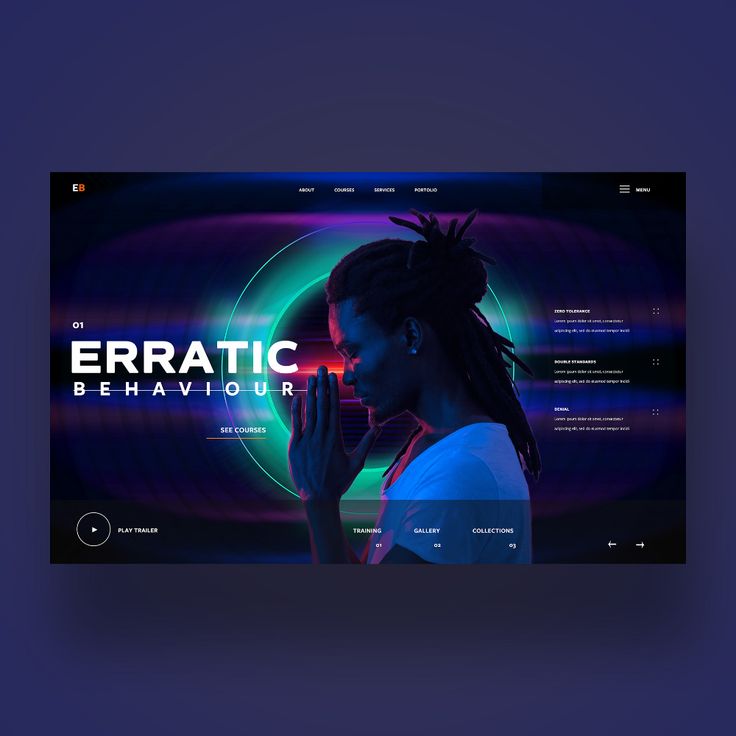 EB
ABOUT
COURSES
SERVICES
PORTOLIO
MENU
01
ERRATIC
BEHAVIOUR
SEE COURSES
ZERO TOLERANCE
Lorem ipsum dolor sit amet, consectetur
adipiscing elit, sed do eiusmod tempor incidi
DOUBLE STANDARDS
Lorem ipsum dolor sit amet, consectetur
adipiscing elit, sed do eiusmod tempor incidi
DENIAL
Lorem ipsum dolor sit amet, consectetur
adipiscing elit, sed do eiusmod tempor incidi
PLAY TRAILER
TRAINING
01
GALLERY
02
COLLECTIONS
03